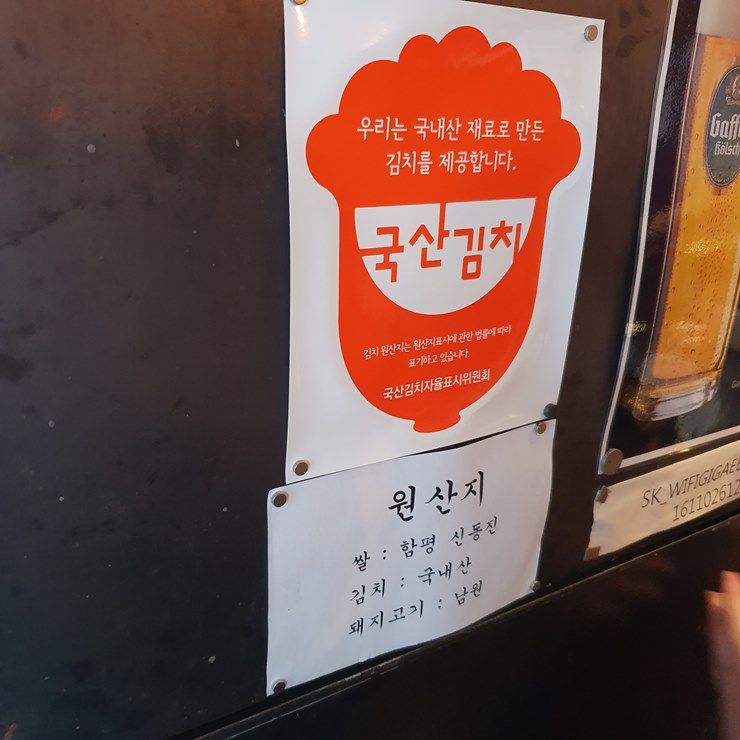 우리는 국내산 재료로 만든
김치를 제공합니다.
국산김치
김치 원산지는 원산지표시에 관한 법률에 따라
표기하고 있습니다.
국산김치자율표시위원회
원산지
쌀 : 함평 신동진
김치 : 국내산
돼지고기 : 남원
Gaff
Kölsch
SK_WIFIGIGAE
161102612